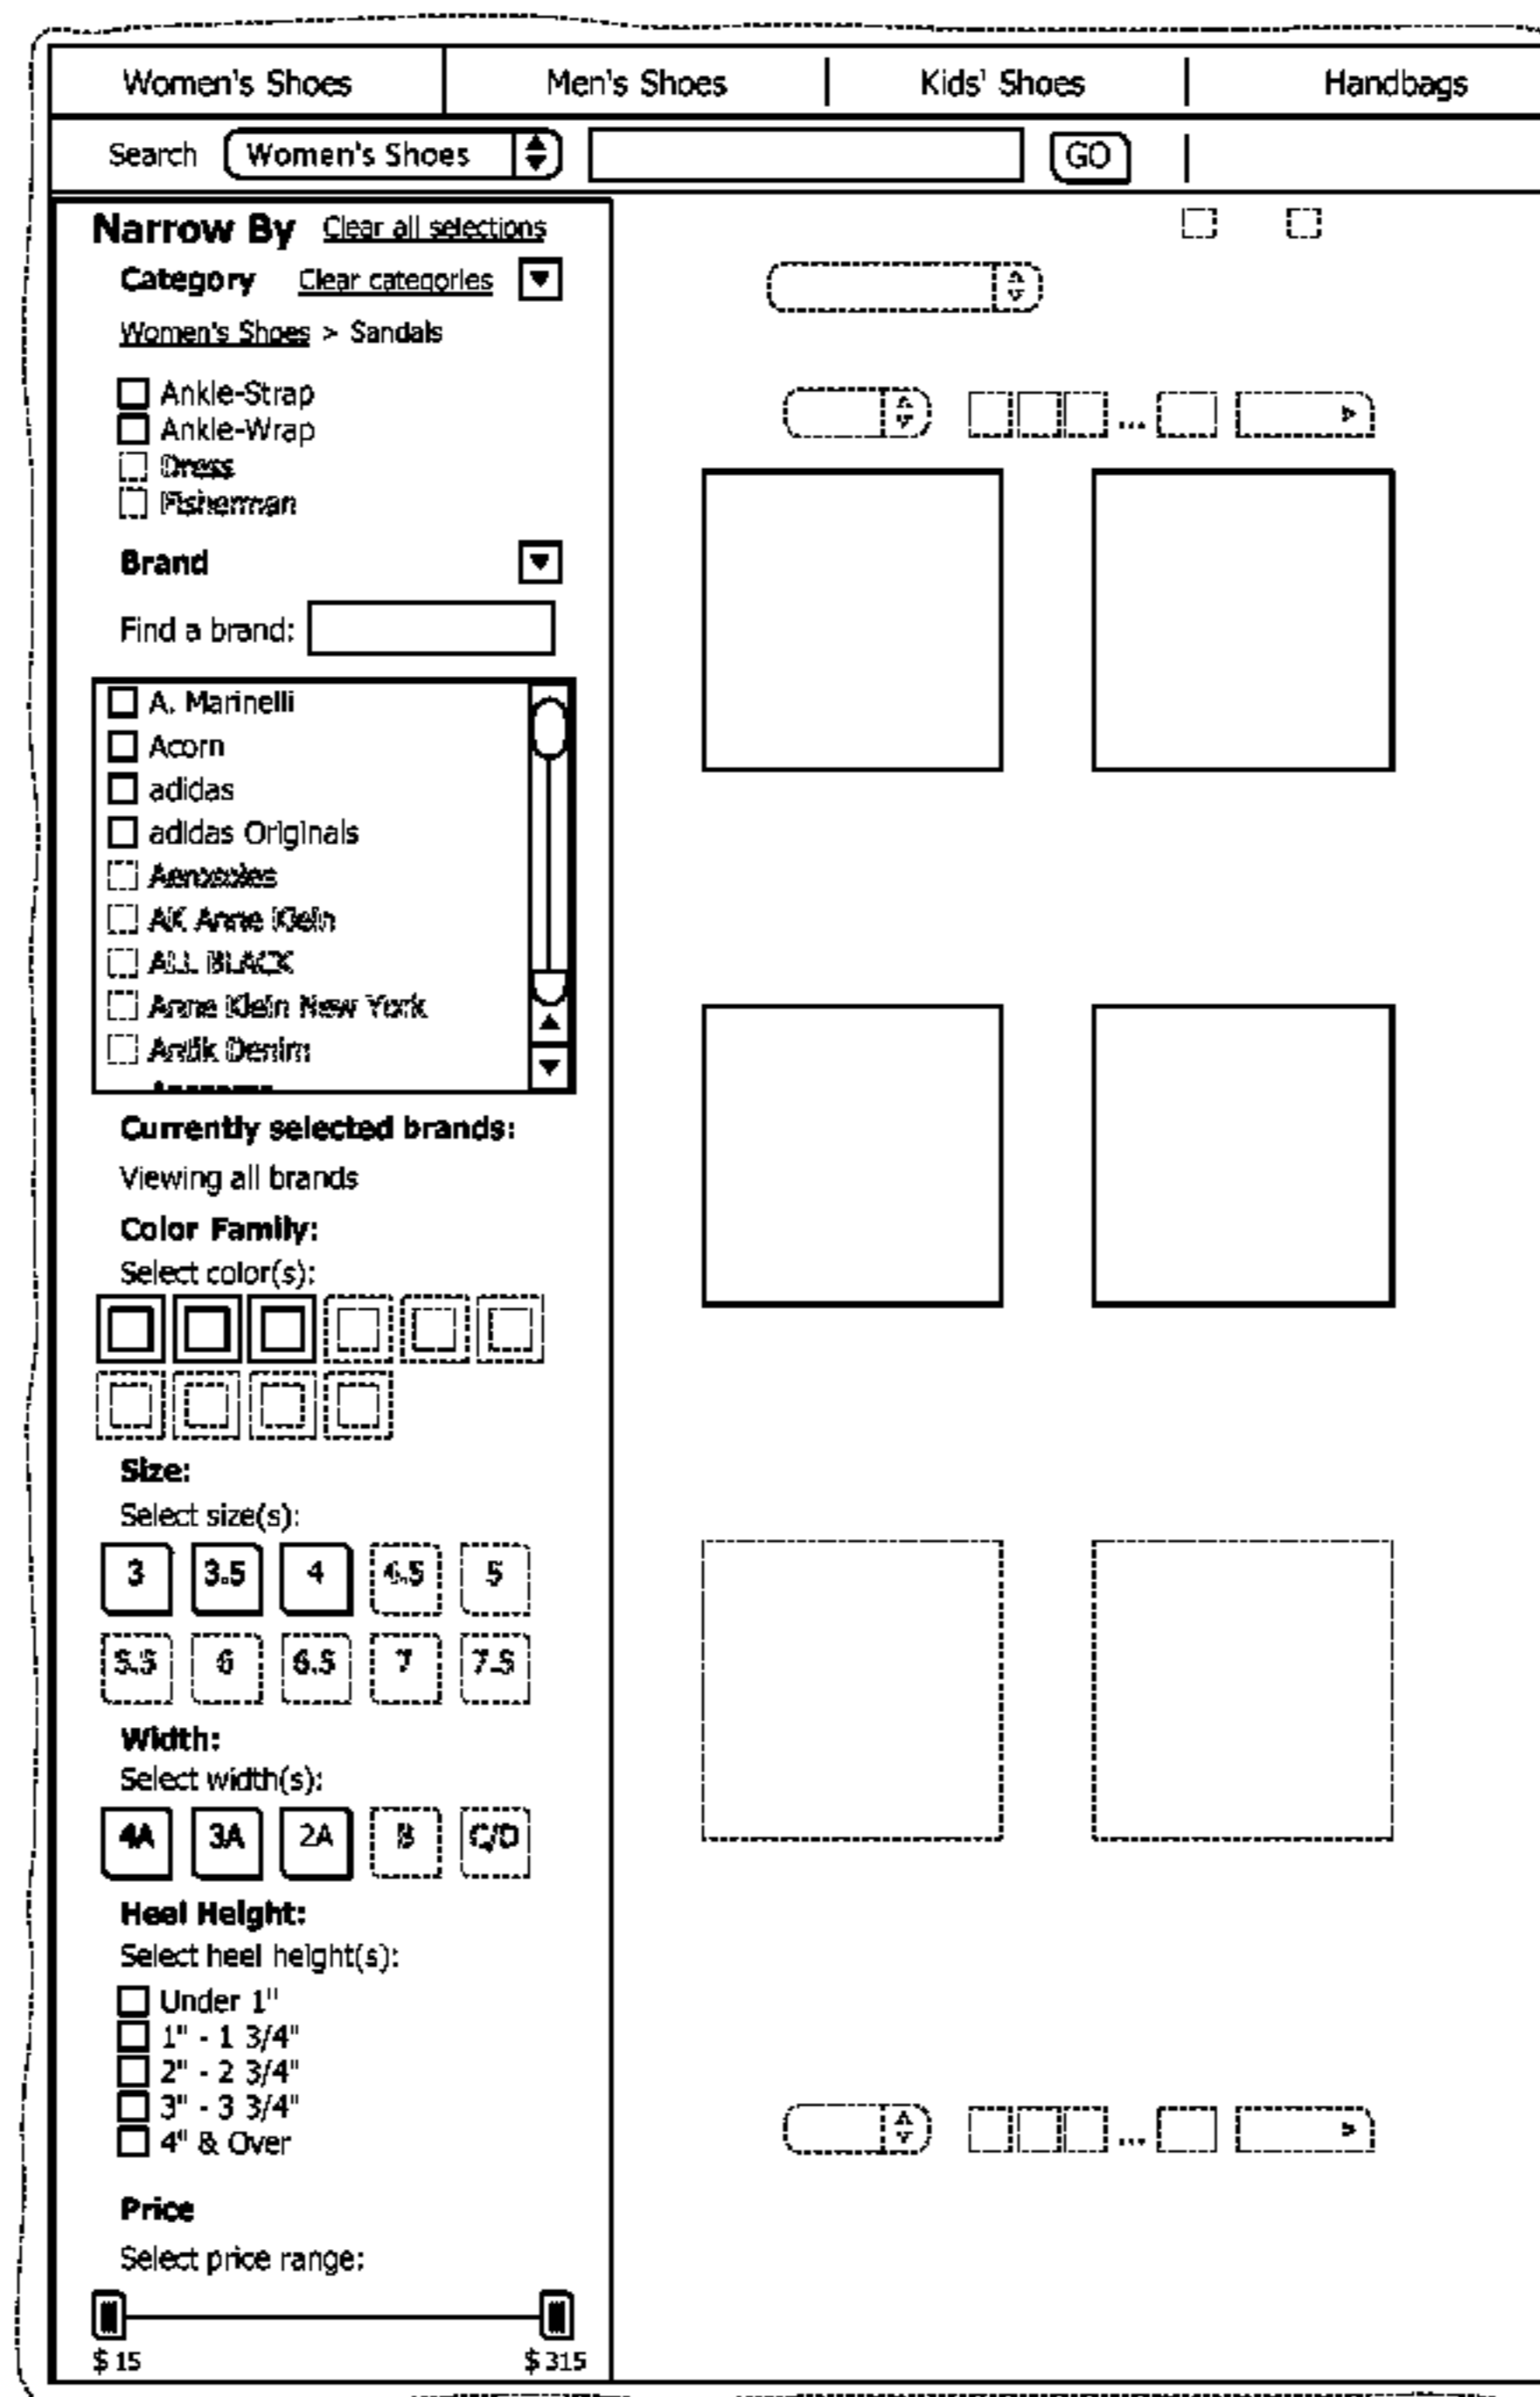 Women's Shoes Men's Shoes Kids' Shoes Handbags
Search Women's Shoes GO
Narrow By Clear all selections
Category Clear categories
Women's Shoes > Sandals
Ankle-Strap
Ankle-Wrap
Dress
Fisherman
Brand
Find a brand:
A. Marinelli
Acorn
adidas
adidas Originals
Aerosoles
AK Anne Klein
ALL BLACK
Anne Klein New York
Antik Denim
Currently selected brands:
Viewing all brands
Color Family:
Select color(s):
Size:
Select size(s):
3 3.5 4 4.5 5
5.5 6 6.5 7 7.5
Width:
Select width(s):
4A 3A 2A B C/D
Heel Height:
Select heel height(s):
Under 1"
1" - 1 3/4"
2" - 2 3/4"
3" - 3 3/4"
4" & Over
Price
Select price range:
$ 15 $ 315
... 
...